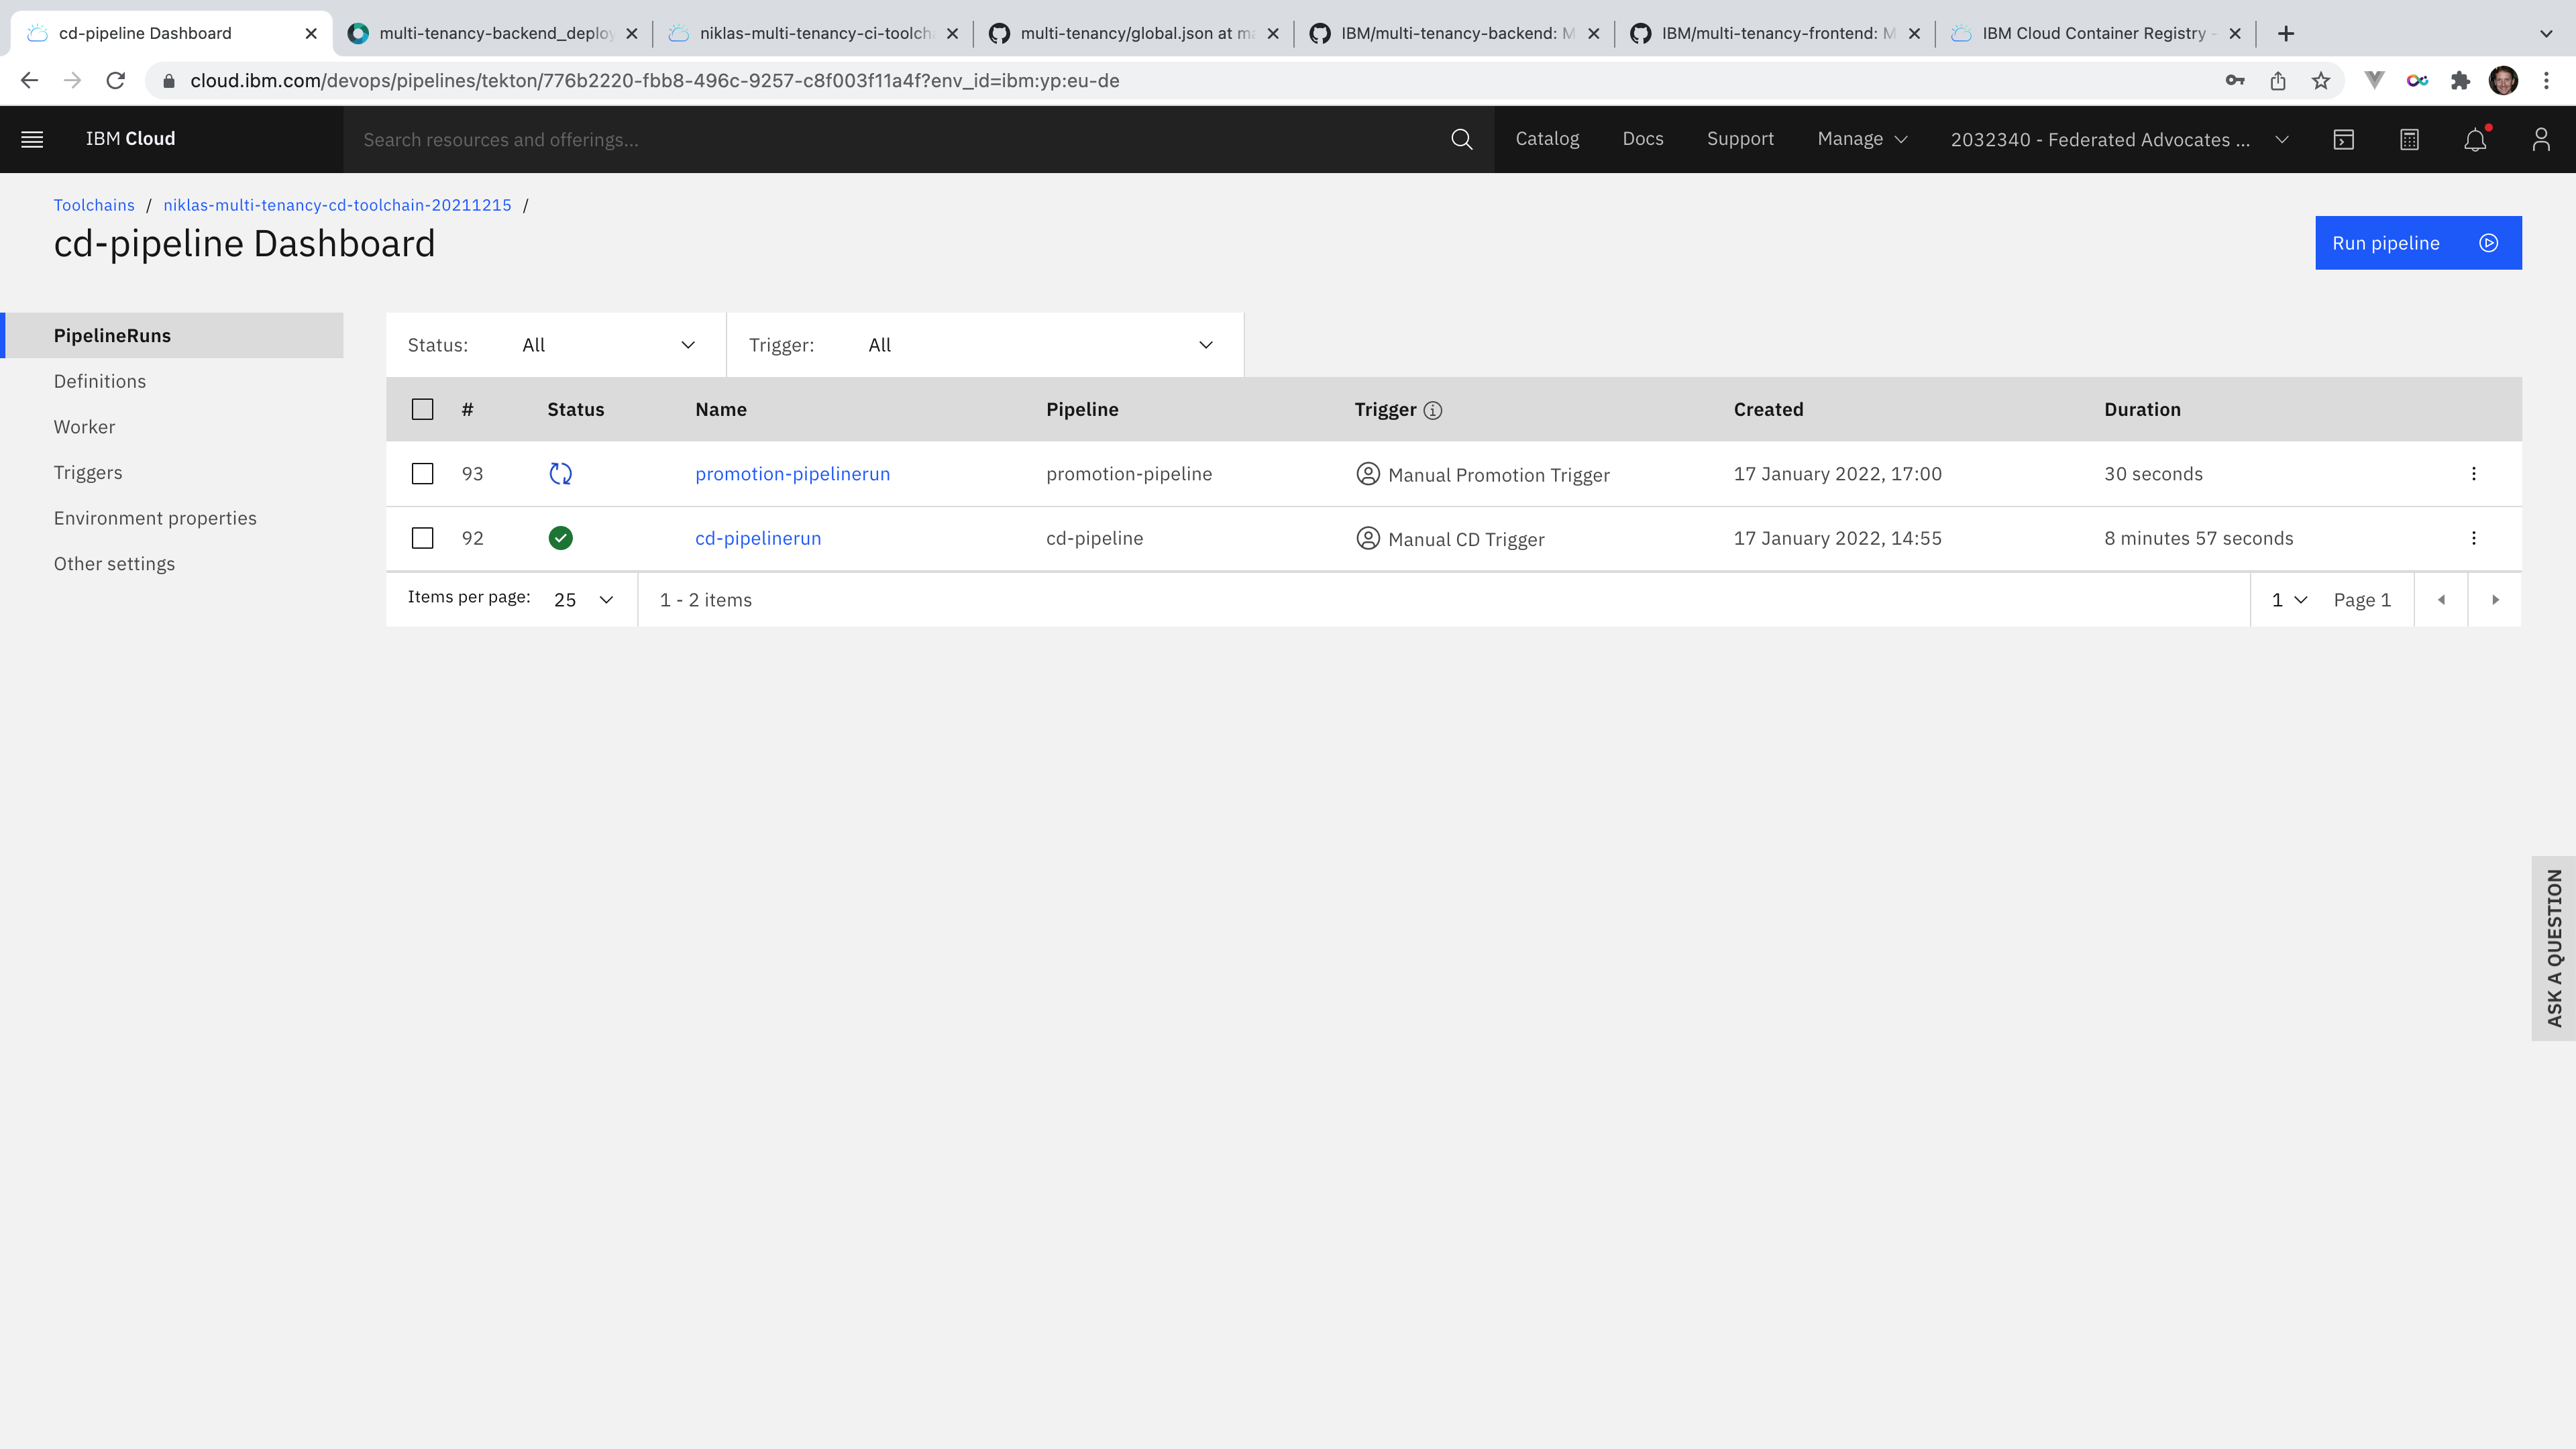 cd-pipeline Dashboard
multi-tenancy-backend_deploy
niklas-multi-tenancy-ci-toolch
multi-tenancy/global.json at ma
IBM/multi-tenancy-backend: M
IBM/multi-tenancy-frontend: M
IBM Cloud Container Registry -
cloud.ibm.com/devops/pipelines/tekton/776b2220-fbb8-496c-9257-c8f003f11a4f?env_id=ibm:yp:eu-de
IBM Cloud
Search resources and offerings...
Catalog
Docs
Support
Manage
2032340 - Federated Advocates ...
Toolchains / niklas-multi-tenancy-cd-toolchain-20211215 /
cd-pipeline Dashboard
Run pipeline
PipelineRuns
Definitions
Worker
Triggers
Environment properties
Other settings
Status: All
Trigger: All
# Status Name Pipeline Trigger Created Duration
93 promotion-pipelinerun promotion-pipeline Manual Promotion Trigger 17 January 2022, 17:00 30 seconds
92 cd-pipelinerun cd-pipeline Manual CD Trigger 17 January 2022, 14:55 8 minutes 57 seconds
Items per page: 25 1 - 2 items 1 Page 1
ASK A QUESTION